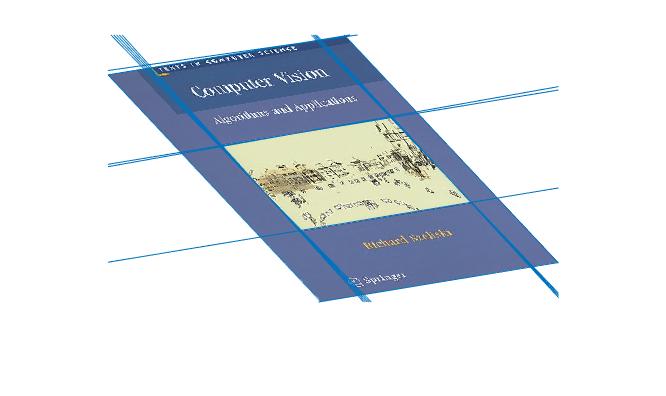 TEXTS IN COMPUTER SCIENCE
Computer Vision
Algorithms and Applications
Richard Szeliski
Springer